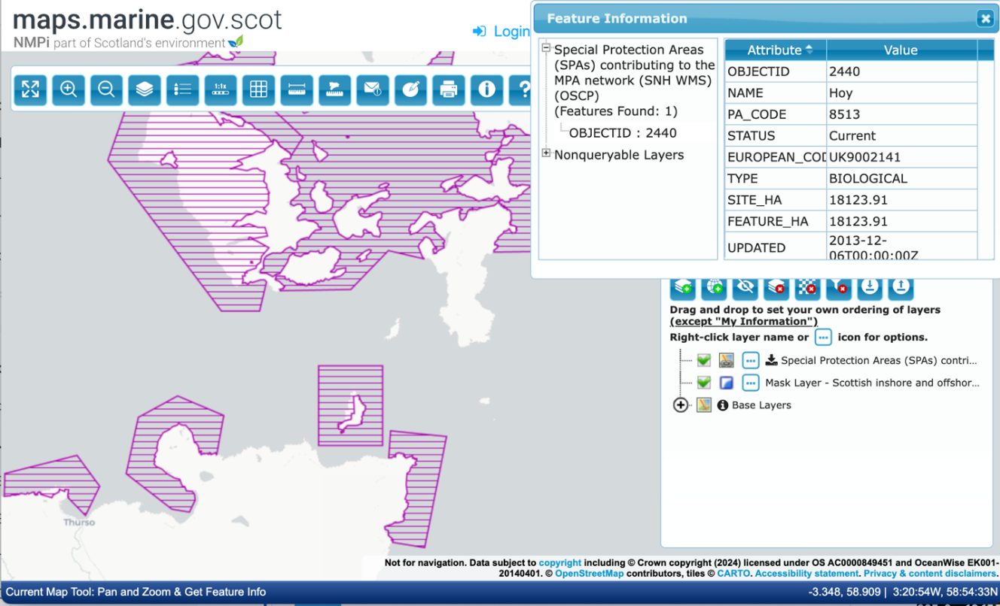 maps.marine.gov.scot
NMPi part of Scotland's environment
Login
Feature Information
Special Protection Areas
(SPAs) contributing to the
MPA network (SNH WMS)
(OSCP)
(Features Found: 1)
OBJECTID : 2440
Nonqueryable Layers
Attribute Value
OBJECTID 2440
NAME Hoy
PA_CODE 8513
STATUS Current
EUROPEAN_COD UK9002141
TYPE BIOLOGICAL
SITE_HA 18123.91
FEATURE_HA 18123.91
UPDATED 2013-12-
06T00:00:00Z
1:1x
?
Drag and drop to set your own ordering of layers
(except "My Information")
Right-click layer name or ... icon for options.
Special Protection Areas (SPAs) contri...
Mask Layer - Scottish inshore and offshor...
Base Layers
Thurso
Not for navigation. Data subject to copyright including © Crown copyright (2024) licensed under OS AC0000849451 and OceanWise EK001-
20140401. © OpenStreetMap contributors, tiles © CARTO. Accessibility statement. Privacy & content disclaimers.
Current Map Tool: Pan and Zoom & Get Feature Info
-3.348, 58.909 | 3:20:54W, 58:54:33N